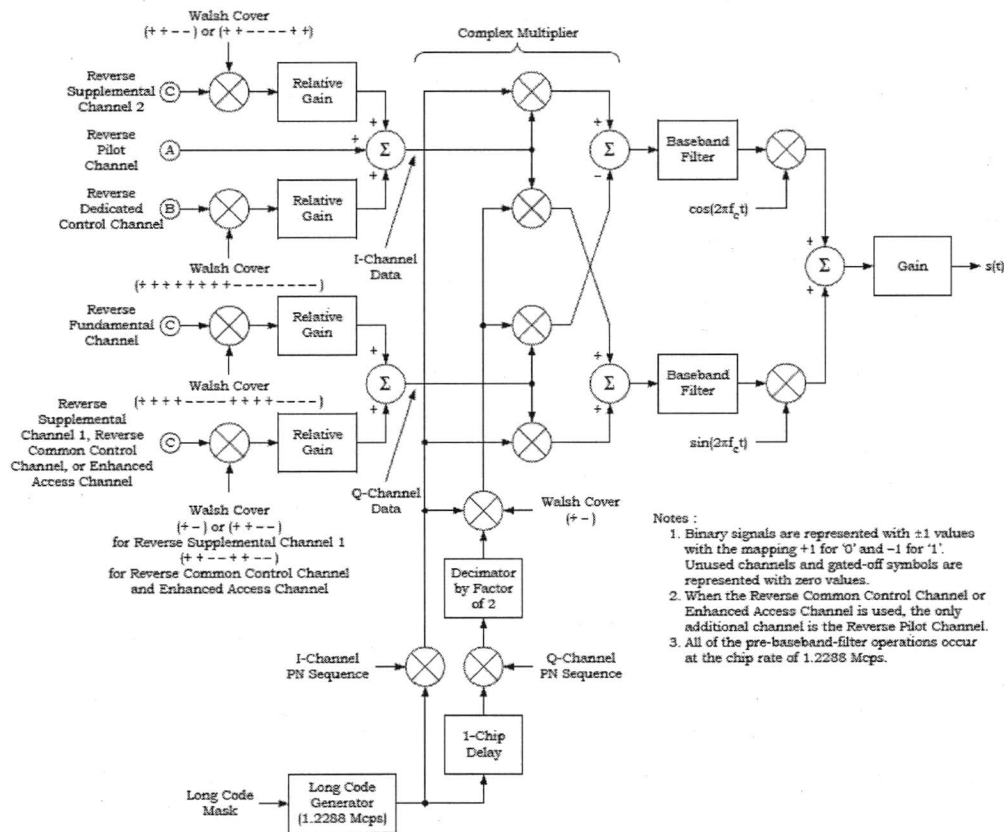 Walsh Cover
(+ + – –) or (+ + – – – – + +)
Complex Multiplier
Reverse
Supplemental
Channel 2
C
Relative
Gain
+
Reverse
Pilot
Channel
A
+
Σ
+
+
Σ
–
Baseband
Filter
Reverse
Dedicated
Control Channel
B
Relative
Gain
cos(2πf_c t)
I-Channel
Data
Walsh Cover
(+ + + + + + + + – – – – – – – –)
+
Σ
+
Gain
s(t)
Reverse
Fundamental
Channel
C
Relative
Gain
+
Σ
+
+
Σ
+
Baseband
Filter
Walsh Cover
(+ + + + – – – – + + + + – – – –)
Reverse
Supplemental
Channel 1, Reverse
Common Control
Channel, or Enhanced
Access Channel
C
Relative
Gain
sin(2πf_c t)
Q-Channel
Data
Walsh Cover
(+ –) or (+ + – –)
for Reverse Supplemental Channel 1
(+ + – – + + – –)
for Reverse Common Control Channel
and Enhanced Access Channel
Walsh Cover
(+ –)
Decimator
by Factor
of 2
I-Channel
PN Sequence
Q-Channel
PN Sequence
1-Chip
Delay
Long Code
Mask
Long Code
Generator
(1.2288 Mcps)
Notes :
1. Binary signals are represented with ±1 values
with the mapping +1 for '0' and –1 for '1'.
Unused channels and gated-off symbols are
represented with zero values.
2. When the Reverse Common Control Channel or
Enhanced Access Channel is used, the only
additional channel is the Reverse Pilot Channel.
3. All of the pre-baseband-filter operations occur
at the chip rate of 1.2288 Mcps.